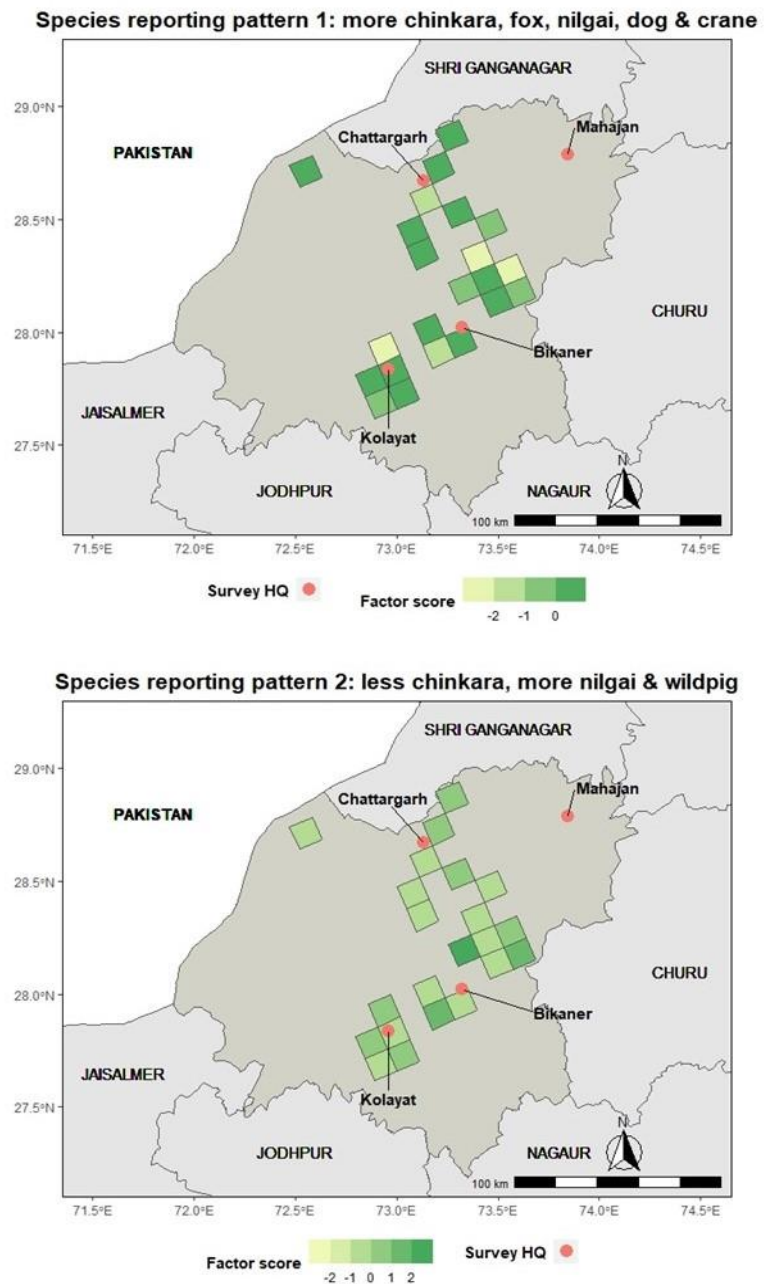 Species reporting pattern 1: more chinkara, fox, nilgai, dog & crane
SHRI GANGANAGAR
29.0°N
Mahajan
Chattargarh
PAKISTAN
28.5°N
CHURU
28.0°N
Bikaner
JAISALMER
27.5°N
Kolayat
N
JODHPUR
NAGAUR
100 km
71.5°E 72.0°E 72.5°E 73.0°E 73.5°E 74.0°E 74.5°E
Survey HQ
Factor score
-2 -1 0
Species reporting pattern 2: less chinkara, more nilgai & wildpig
SHRI GANGANAGAR
29.0°N
Mahajan
Chattargarh
PAKISTAN
28.5°N
CHURU
28.0°N
Bikaner
JAISALMER
27.5°N
Kolayat
N
JODHPUR
NAGAUR
100 km
71.5°E 72.0°E 72.5°E 73.0°E 73.5°E 74.0°E 74.5°E
Factor score
-2 -1 0 1 2
Survey HQ